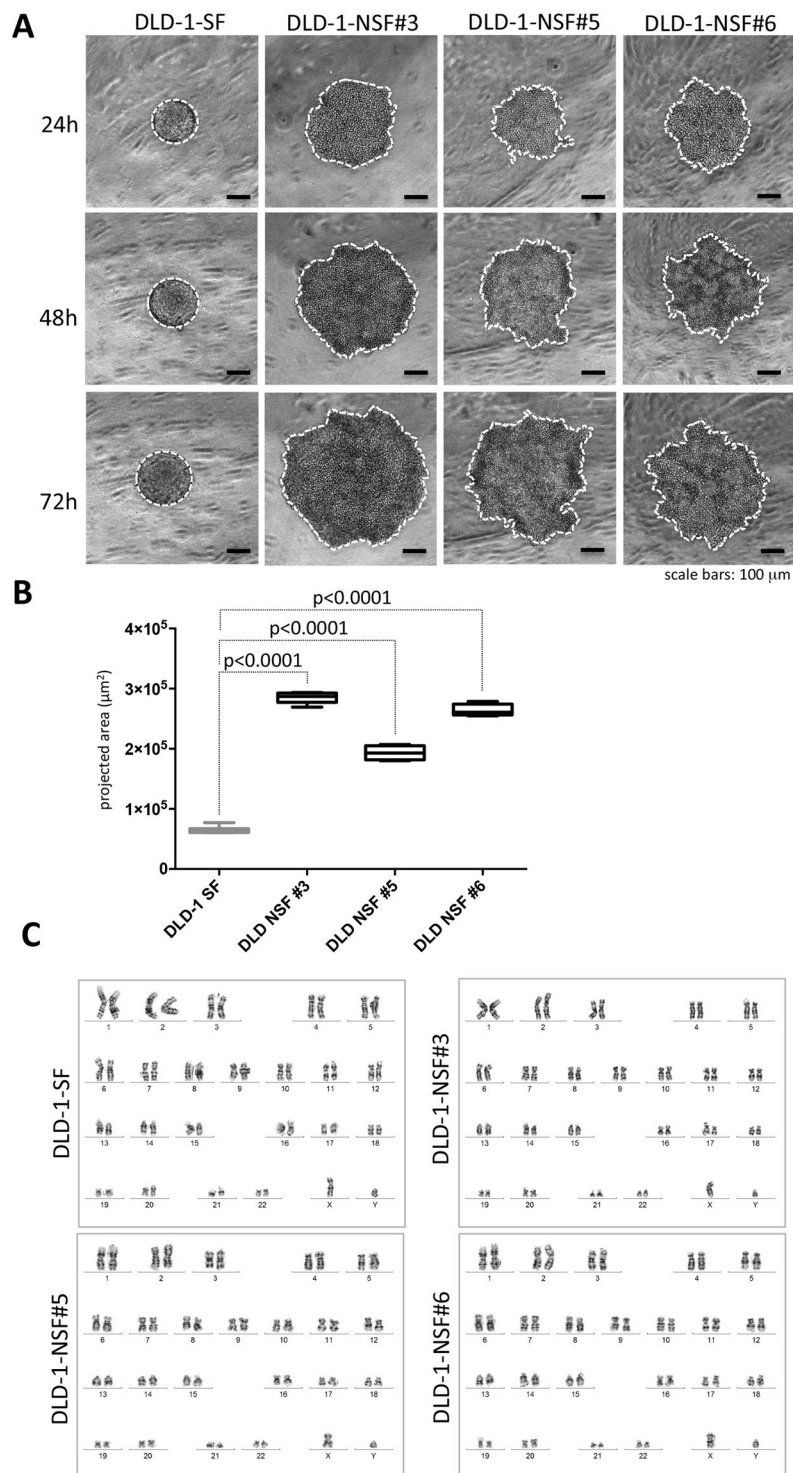 A
DLD-1-SF DLD-1-NSF#3 DLD-1-NSF#5 DLD-1-NSF#6
24h
48h
72h
scale bars: 100 μm
B
p<0.0001
p<0.0001
p<0.0001
4×10⁵
3×10⁵
2×10⁵
1×10⁵
0
projected area (μm²)
DLD-1 SF DLD NSF #3 DLD NSF #5 DLD NSF #6
C
DLD-1-SF
1 2 3 4 5
6 7 8 9 10 11 12
13 14 15 16 17 18
19 20 21 22 X Y
DLD-1-NSF#3
1 2 3 4 5
6 7 8 9 10 11 12
13 14 15 16 17 18
19 20 21 22 X Y
DLD-1-NSF#5
1 2 3 4 5
6 7 8 9 10 11 12
13 14 15 16 17 18
19 20 21 22 X Y
DLD-1-NSF#6
1 2 3 4 5
6 7 8 9 10 11 12
13 14 15 16 17 18
19 20 21 22 X Y